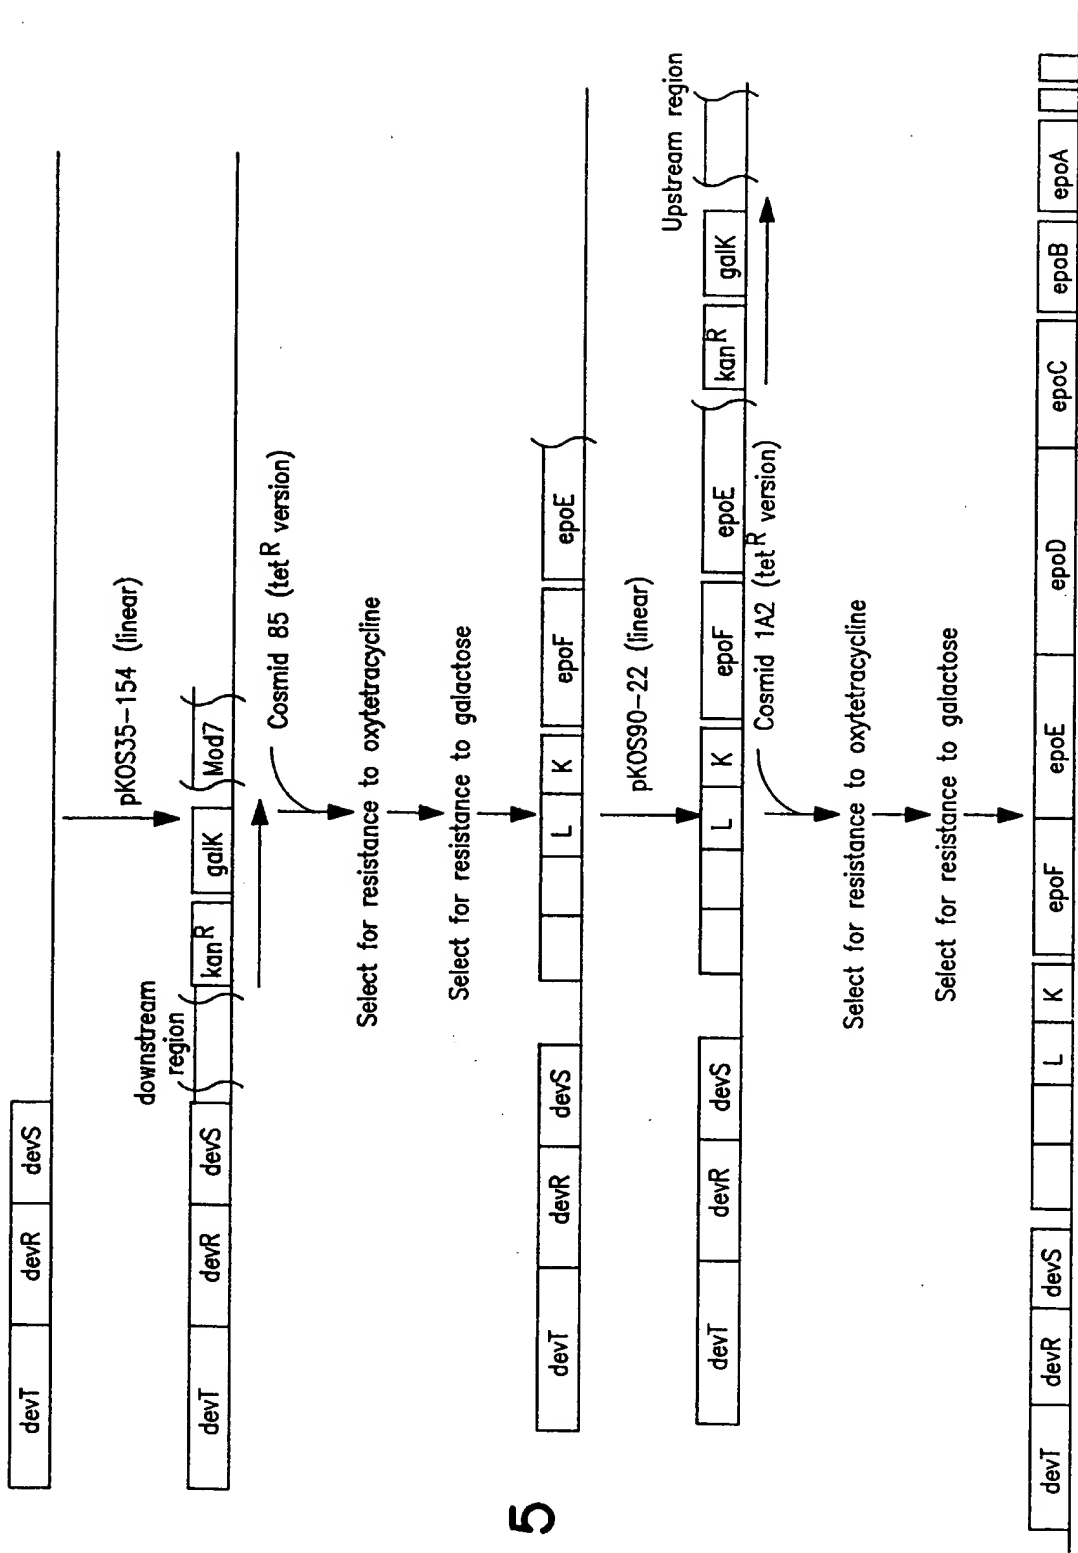 devT devR devS
pKOS35-154 (linear)
downstream
region
devT devR devS kanR galK Mod7
Cosmid 85 (tetR version)
Select for resistance to oxytetracycline
Select for resistance to galactose
devT devR devS L K epoF epoE
pKOS90-22 (linear)
Upstream region
devT devR devS L K epoF epoE kanR galK
Cosmid 1A2 (tetR version)
Select for resistance to oxytetracycline
Select for resistance to galactose
devT devR devS L K epoF epoE epoD epoC epoB epoA
5